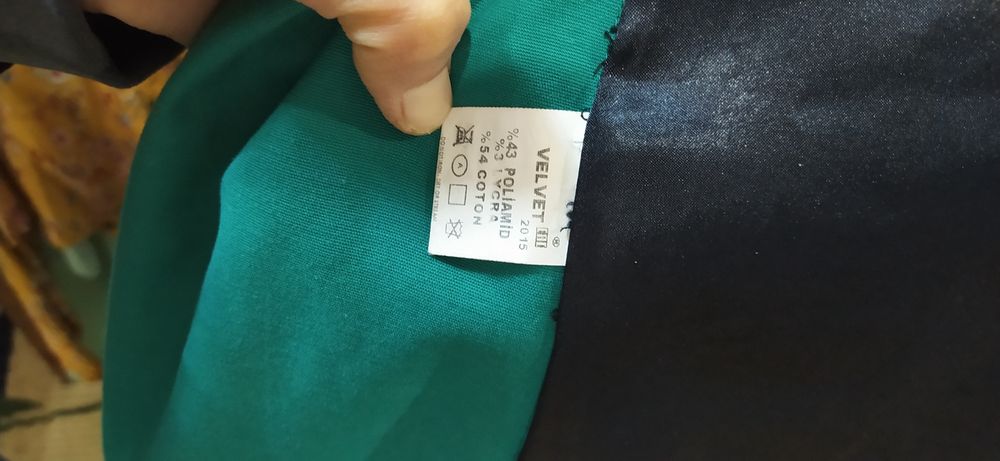 VELVET ®
2015
%43 POLİAMİD
%3 LYCRA
%54 COTON
A